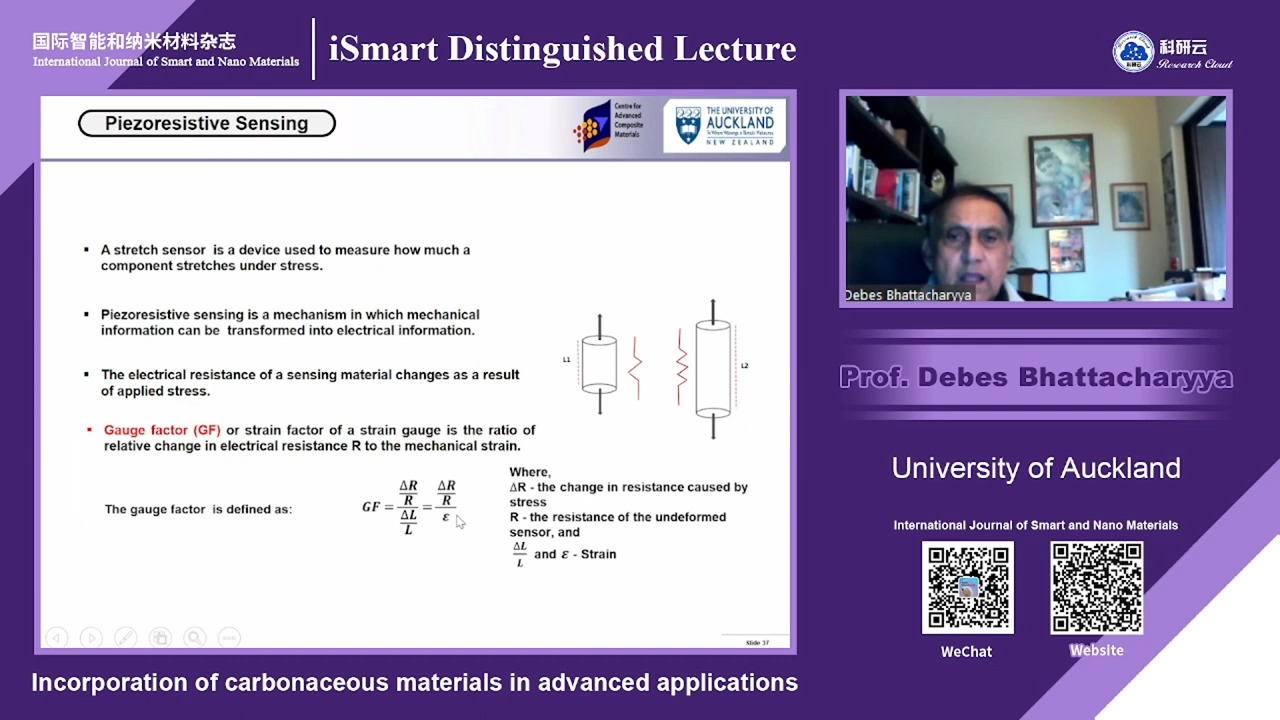 国际智能和纳米材料杂志
International Journal of Smart and Nano Materials
iSmart Distinguished Lecture
科研云
Research Cloud
Piezoresistive Sensing
Centre for
Advanced
Composite
Materials
THE UNIVERSITY OF
AUCKLAND
NEW ZEALAND
▪ A stretch sensor is a device used to measure how much a
component stretches under stress.
▪ Piezoresistive sensing is a mechanism in which mechanical
information can be transformed into electrical information.
▪ The electrical resistance of a sensing material changes as a result
of applied stress.
▪ Gauge factor (GF) or strain factor of a strain gauge is the ratio of
relative change in electrical resistance R to the mechanical strain.
L1
L2
The gauge factor is defined as:
GF = (ΔR/R)/(ΔL/L) = (ΔR/R)/ε
Where,
ΔR - the change in resistance caused by
stress
R - the resistance of the undeformed
sensor, and
ΔL/L and ε - Strain
Slide 37
Debes Bhattacharyya
Prof. Debes Bhattacharyya
University of Auckland
International Journal of Smart and Nano Materials
WeChat
Website
Incorporation of carbonaceous materials in advanced applications